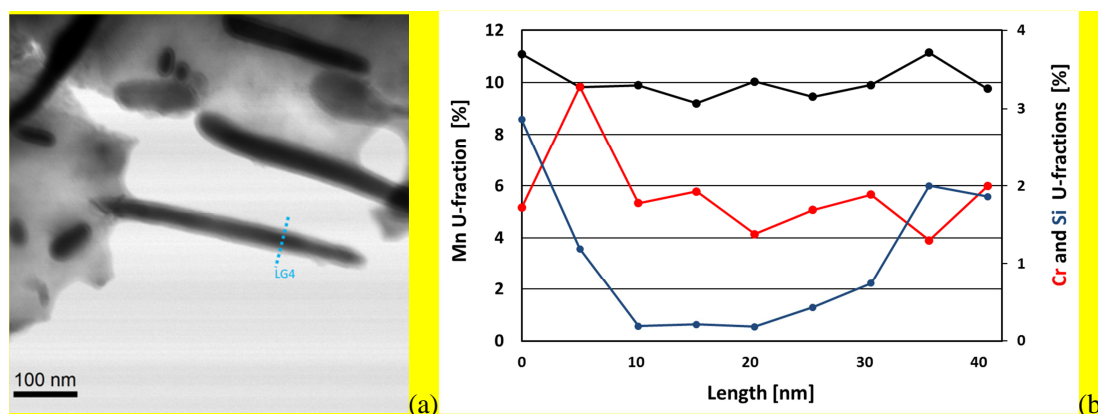 LG4
100 nm
(a)
12
10
8
6
4
2
0
Mn U-fraction [%]
4
3
2
1
0
Cr and Si U-fractions [%]
0
10
20
30
40
Length [nm]
(b